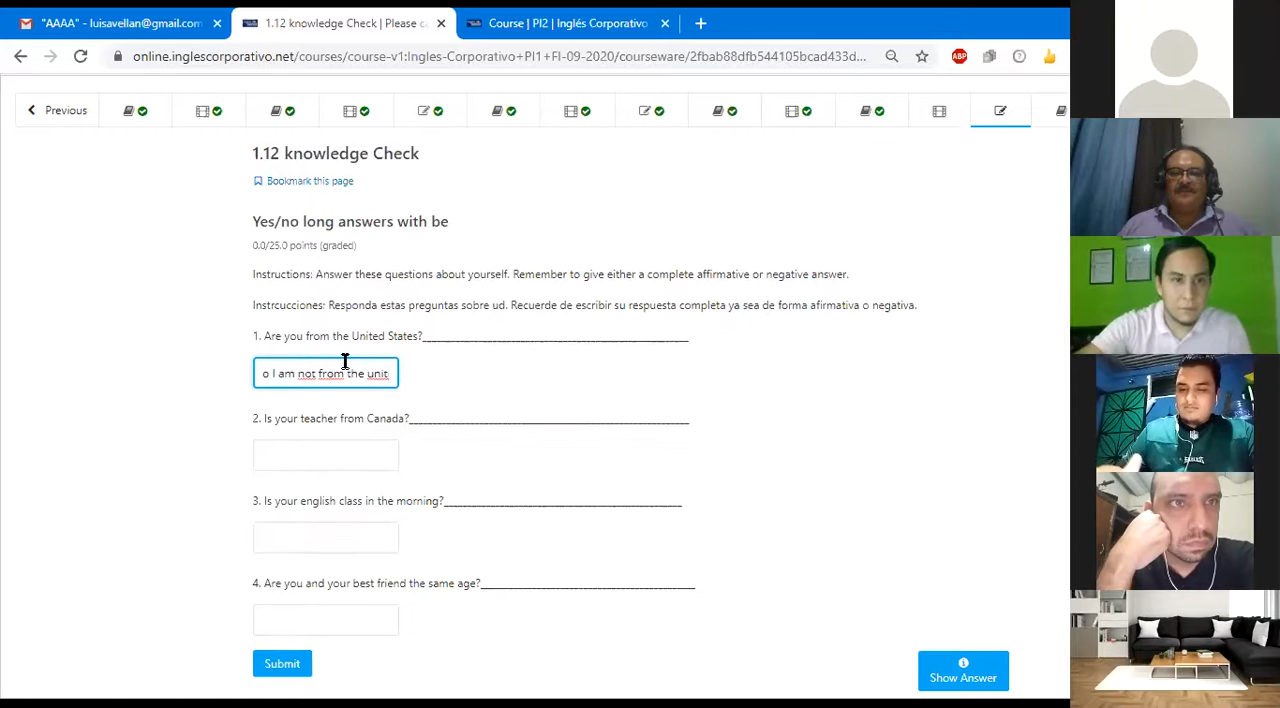 "AAAA" - luisavellan@gmail.com
1.12 knowledge Check | Please c
Course | PI2 | Inglés Corporativo
online.inglescorporativo.net/courses/course-v1:Ingles-Corporativo+PI1+FI-09-2020/courseware/2fbab88dfb544105bcad433d...
ABP
Previous
1.12 knowledge Check
Bookmark this page
Yes/no long answers with be
0.0/25.0 points (graded)
Instructions: Answer these questions about yourself. Remember to give either a complete affirmative or negative answer.
Instrcucciones: Responda estas preguntas sobre ud. Recuerde de escribir su respuesta completa ya sea de forma afirmativa o negativa.
1. Are you from the United States?
o I am not from the unit
2. Is your teacher from Canada?
3. Is your english class in the morning?
4. Are you and your best friend the same age?
Submit
Show Answer